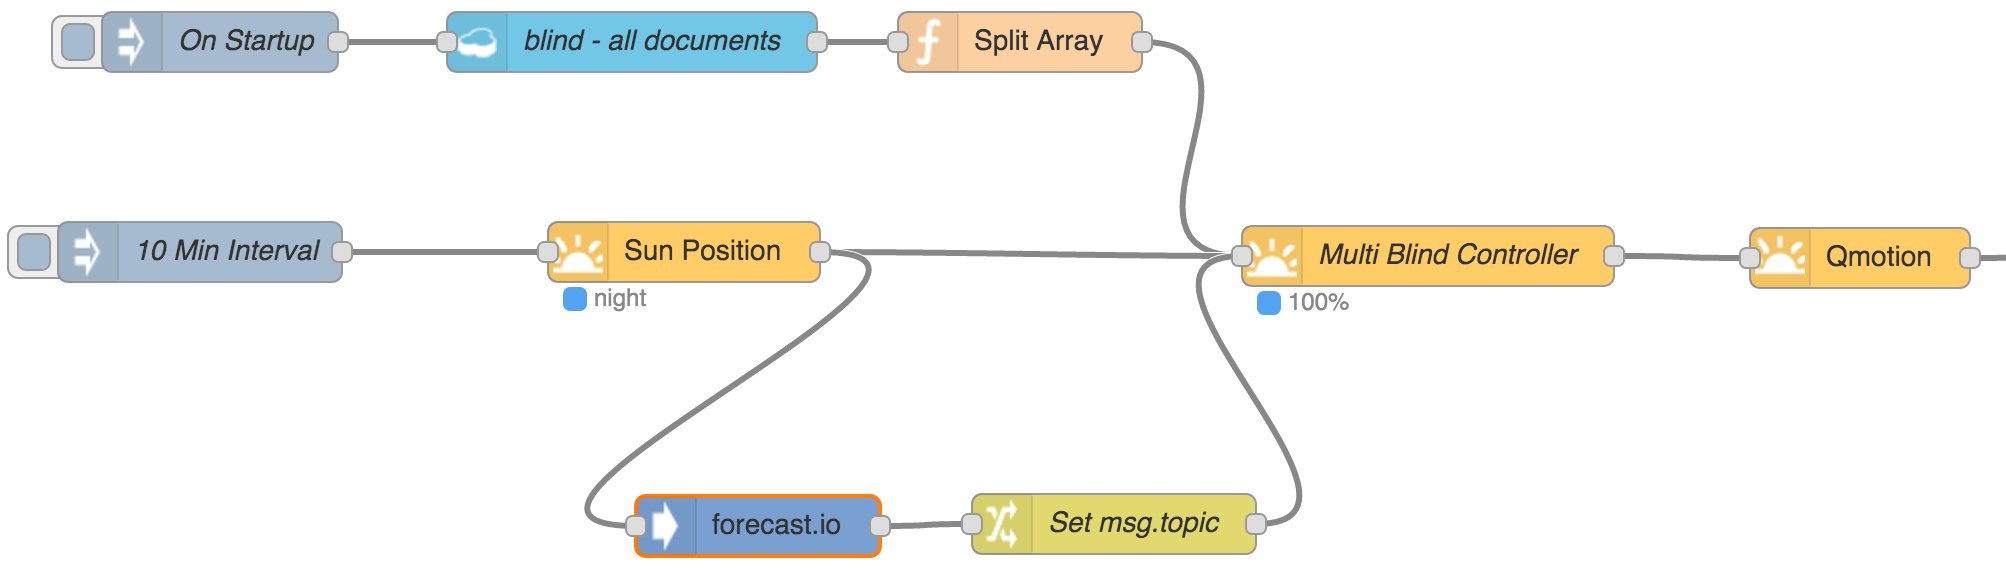 On Startup
blind - all documents
Split Array
10 Min Interval
Sun Position
night
Multi Blind Controller
100%
Qmotion
forecast.io
Set msg.topic